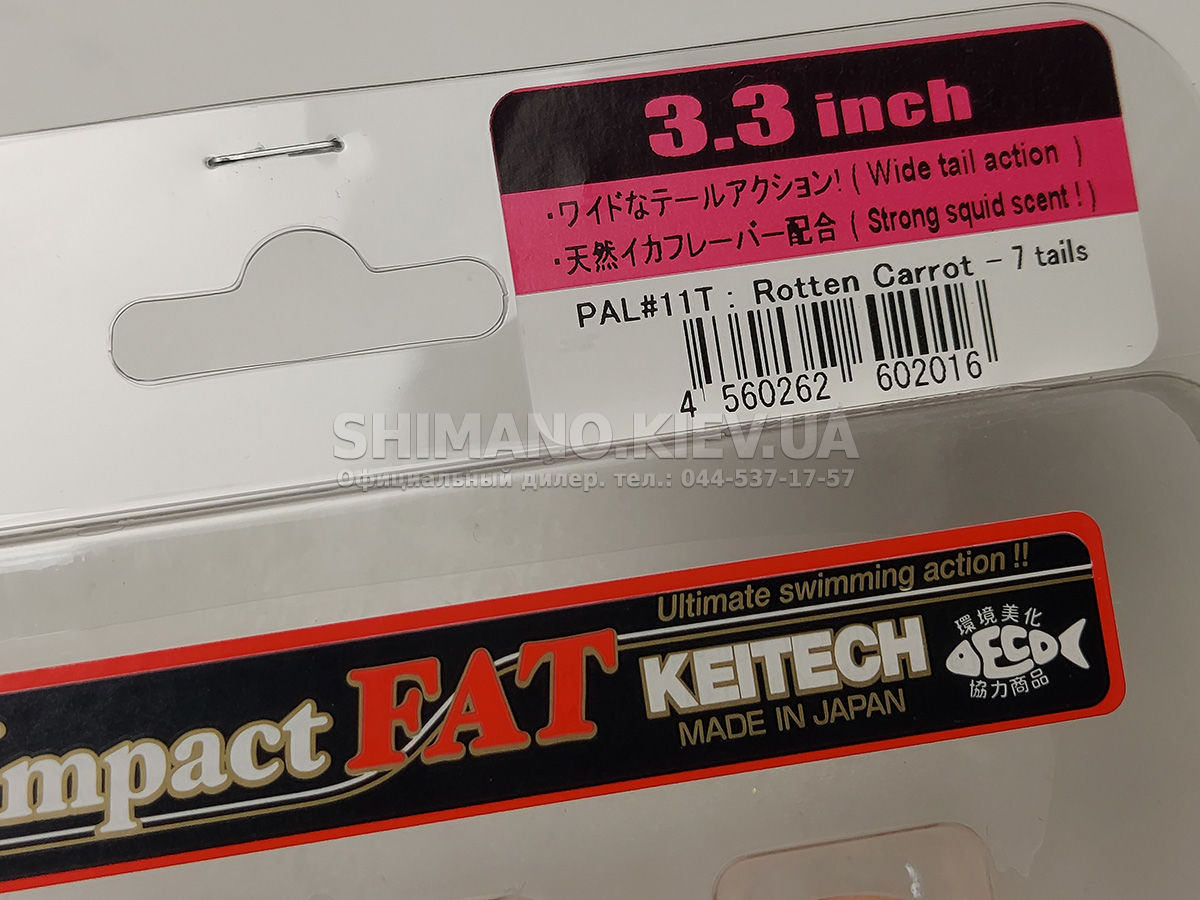 3.3 inch
・ワイドなテールアクション! ( Wide tail action )
・天然イカフレーバー配合 ( Strong squid scent ! )
PAL#11T : Rotten Carrot - 7 tails
4 560262 602016
SHIMANO.KIEV.UA
Официальный дилер. тел.: 044-537-17-57
Ultimate swimming action !!
Impact FAT KEITECH
MADE IN JAPAN
環境美化
ECO
協力商品